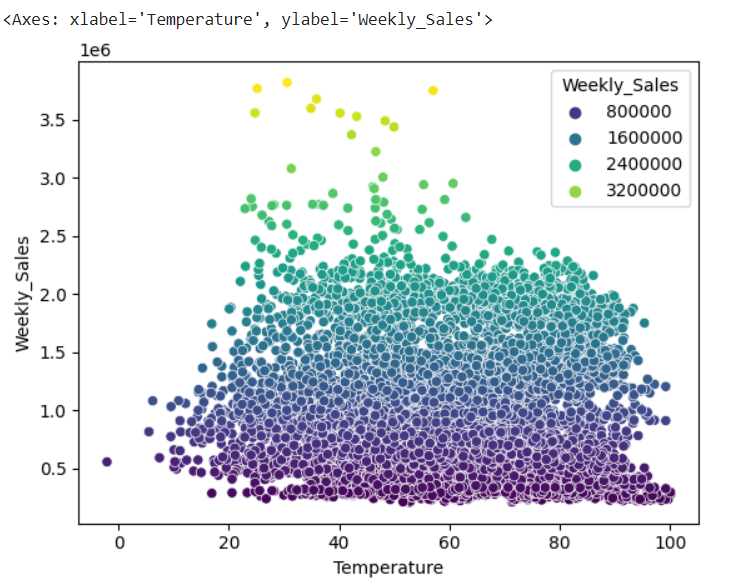 <Axes: xlabel='Temperature', ylabel='Weekly_Sales'>
1e6
Weekly_Sales
800000
1600000
2400000
3200000
3.5
3.0
2.5
2.0
1.5
1.0
0.5
Weekly_Sales
0 20 40 60 80 100
Temperature